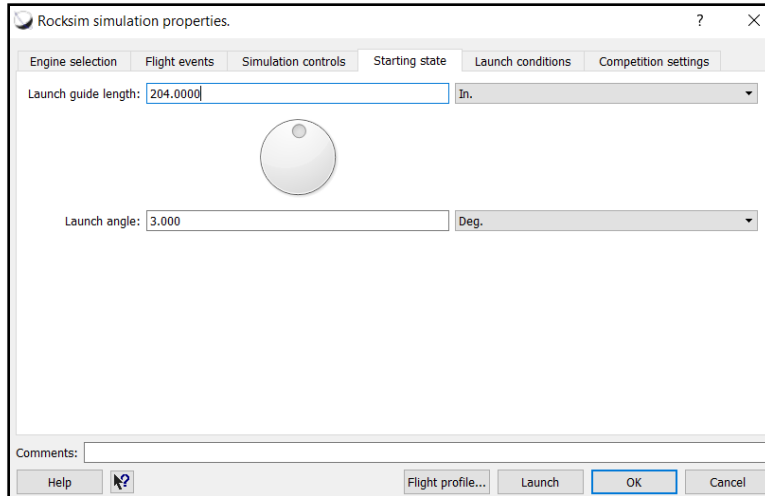 Rocksim simulation properties. ? X
Engine selection Flight events Simulation controls Starting state Launch conditions Competition settings
Launch guide length: 204.0000 In.
Launch angle: 3.000 Deg.
Comments:
Help ? Flight profile... Launch OK Cancel